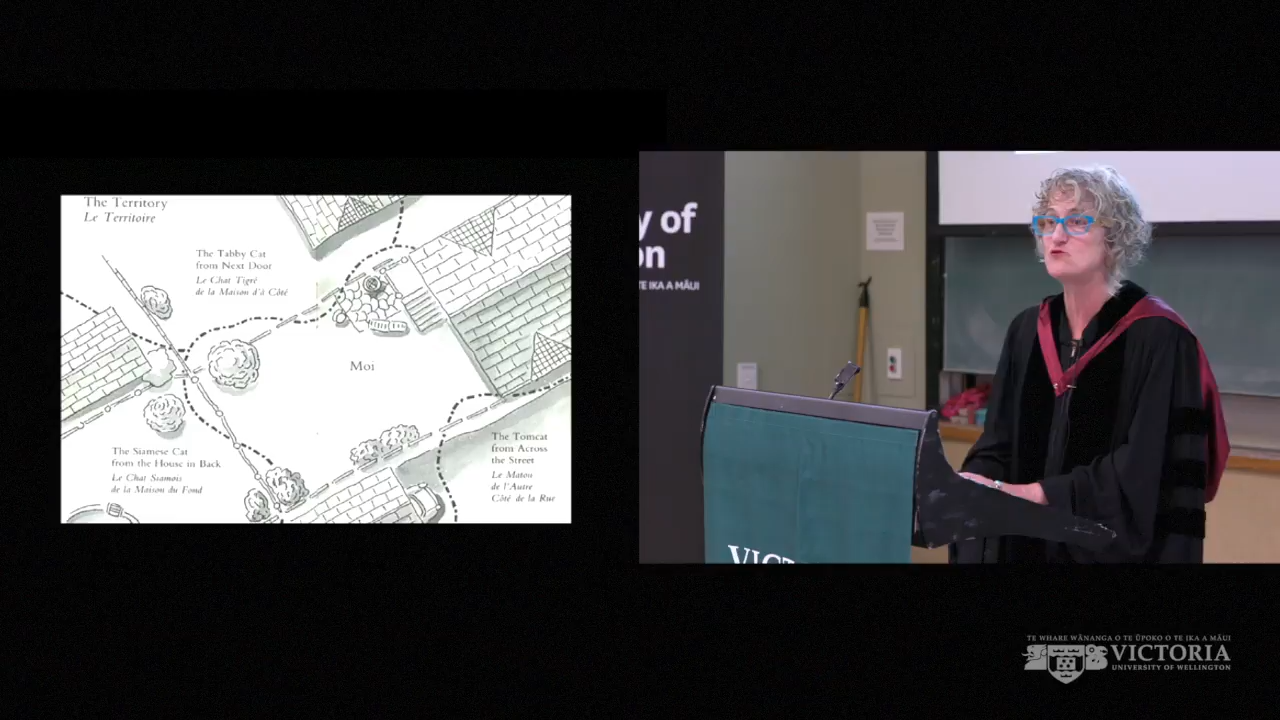 The Territory
Le Territoire
The Tabby Cat
from Next Door
Le Chat Tigré
de la Maison d'à Côté
Moi
The Siamese Cat
from the House in Back
Le Chat Siamois
de la Maison du Fond
The Tomcat
from Across
the Street
Le Matou
de l'Autre
Côté de la Rue
y of
on
TE IKA A MĀUI
VICT
TE WHARE WĀNANGA O TE ŪPOKO O TE IKA A MĀUI
VICTORIA
UNIVERSITY OF WELLINGTON